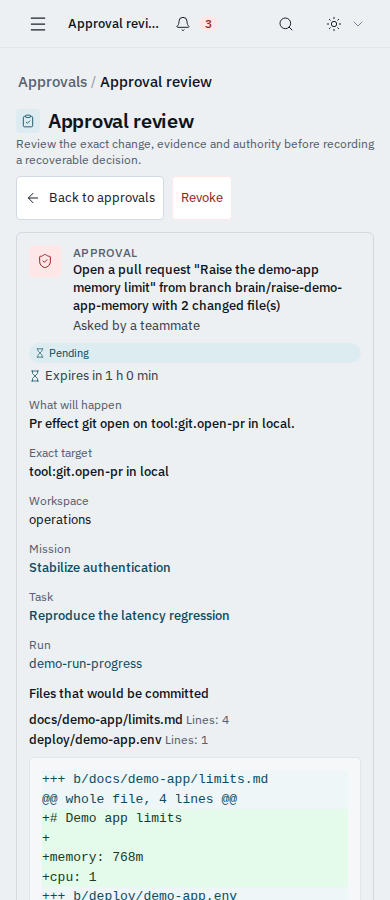 Approval revi... 3
Approvals / Approval review
Approval review
Review the exact change, evidence and authority before recording
a recoverable decision.
Back to approvals Revoke
APPROVAL
Open a pull request "Raise the demo-app
memory limit" from branch brain/raise-demo-
app-memory with 2 changed file(s)
Asked by a teammate
Pending
Expires in 1 h 0 min
What will happen
Pr effect git open on tool:git.open-pr in local.
Exact target
tool:git.open-pr in local
Workspace
operations
Mission
Stabilize authentication
Task
Reproduce the latency regression
Run
demo-run-progress
Files that would be committed
docs/demo-app/limits.md Lines: 4
deploy/demo-app.env Lines: 1
+++ b/docs/demo-app/limits.md
@@ whole file, 4 lines @@
+# Demo app limits
+
+memory: 768m
+cpu: 1
+++ b/deploy/demo-app.env